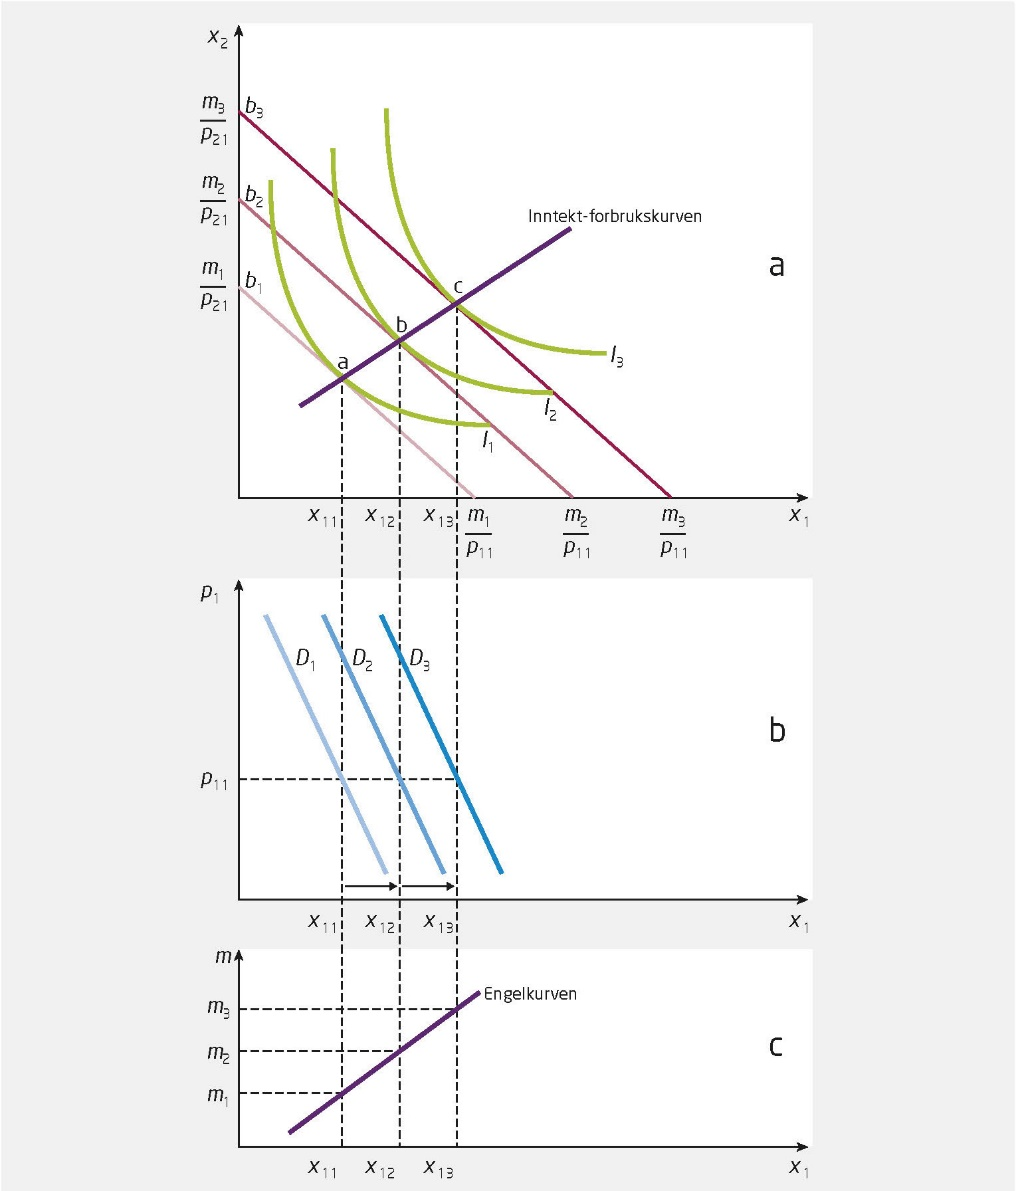 x2
m3
p21
b3
m2
p21
b2
Inntekt-forbrukskurven
a
m1
p21
b1
c
b
a
I3
I2
I1
x11 x12 x13 m1 m2 m3 x1
p11 p11 p11
p1
D1 D2 D3
b
p11
x11 x12 x13 x1
m
m3
Engelkurven
m2
c
m1
x11 x12 x13 x1